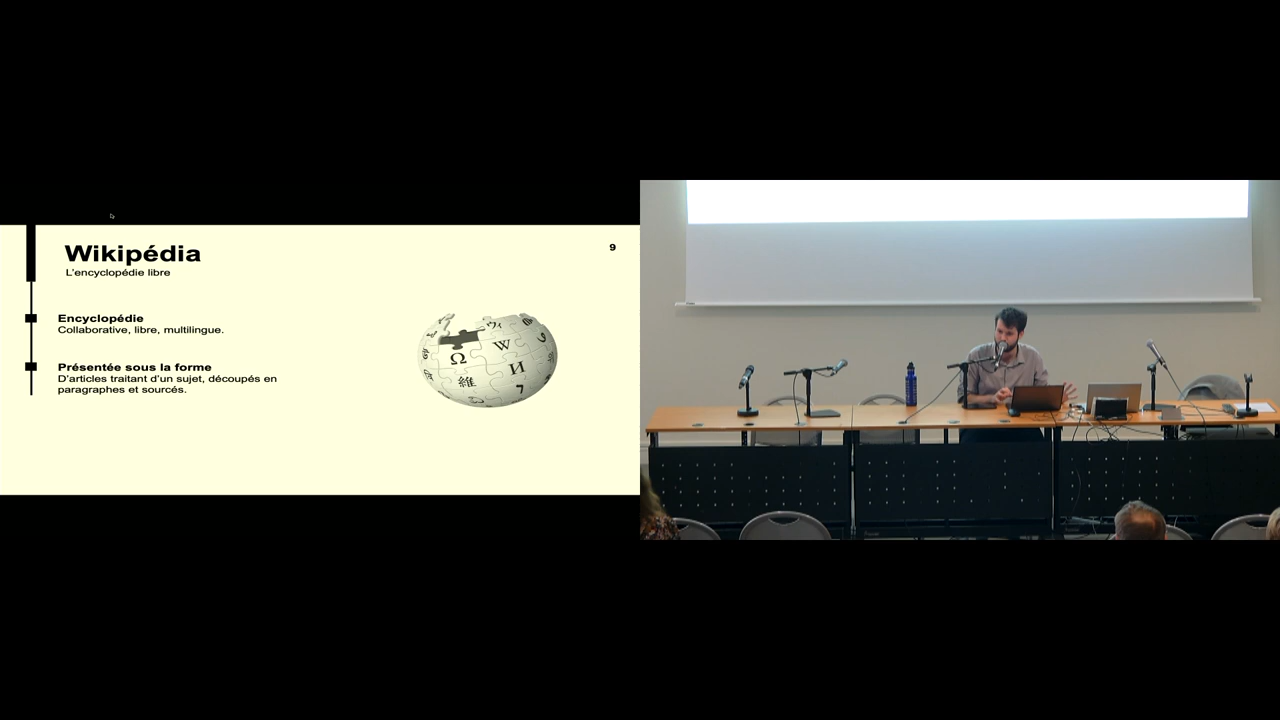 Wikipédia
9
L'encyclopédie libre
Encyclopédie
Collaborative, libre, multilingue.
Présentée sous la forme
D'articles traitant d'un sujet, découpés en
paragraphes et sourcés.
Ω
W
И
維